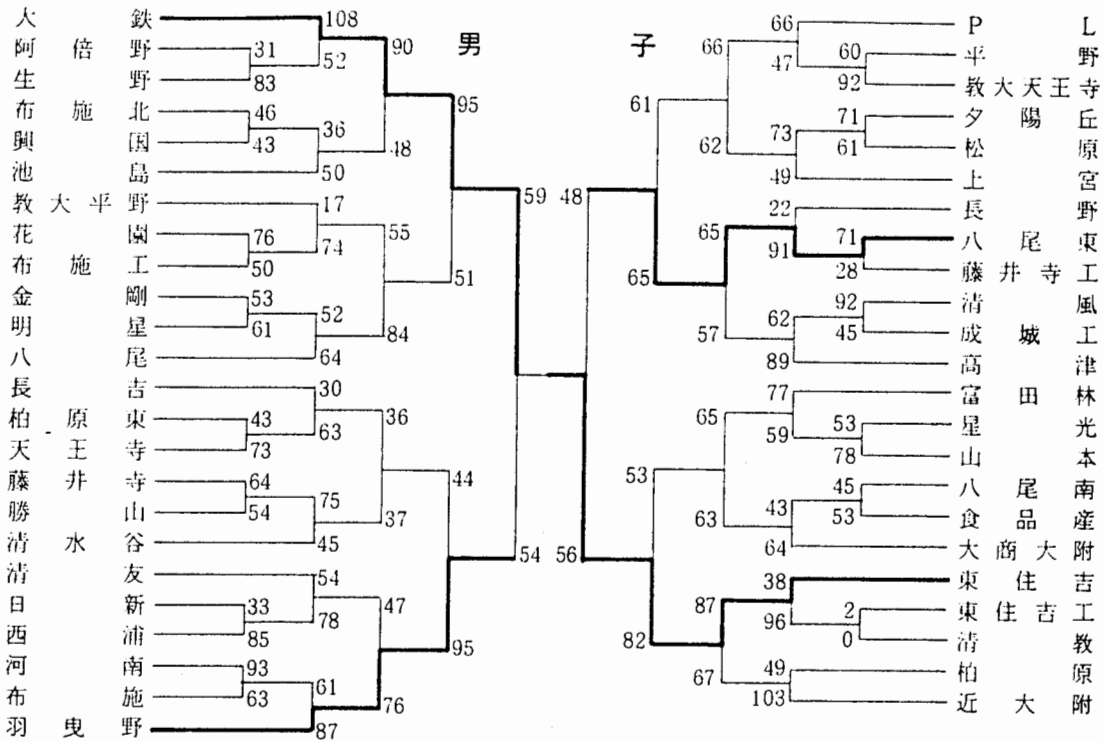 男子
大鉄 108
90
阿倍野 31
52
生野 83
95
布施北 46
36
興国 43
48
池島 50
59
教大平野 17
55
花園 76
74
布施工 50
51
金剛 53
52
明星 61
84
八尾 64
長吉 30
36
柏原東 43
63
天王寺 73
44
藤井寺 64
75
勝山 54
37
清水谷 45
54
清友 54
47
日新 33
78
西浦 85
95
河南 93
61
布施 63
76
羽曳野 87
66 PL
66
60 平野
47
92 教大天王寺
61
71 夕陽丘
73
61 松原
62
49 上宮
48
22 長野
65
71 八尾東
91
28 藤井寺工
65
92 清風
62
45 成城工
57
89 高津
77 富田林
65
53 星光
59
78 山本
53
45 八尾南
43
53 食品産
63
64 大商大附
56
38 東住吉
87
2 東住吉工
96
0 清教
82
49 柏原
67
103 近大附